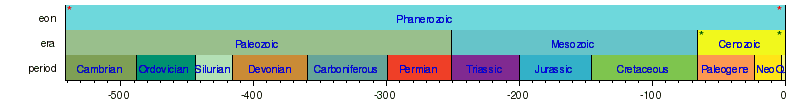 eon Phanerozoic
era Paleozoic Mesozoic Cenozoic
period Cambrian Ordovician Silurian Devonian Carboniferous Permian Triassic Jurassic Cretaceous Paleogene Neo Q.
-500 -400 -300 -200 -100 0